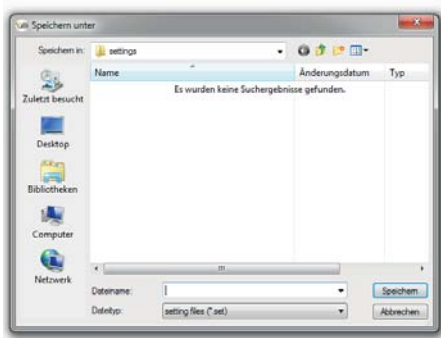 Speichern unter
Speichern in: settings
Name Änderungsdatum Typ
Es wurden keine Suchergebnisse gefunden.
Zuletzt besucht
Desktop
Bibliotheken
Computer
Netzwerk
Dateiname: Speichern
Dateityp: setting files (*.set) Abbrechen